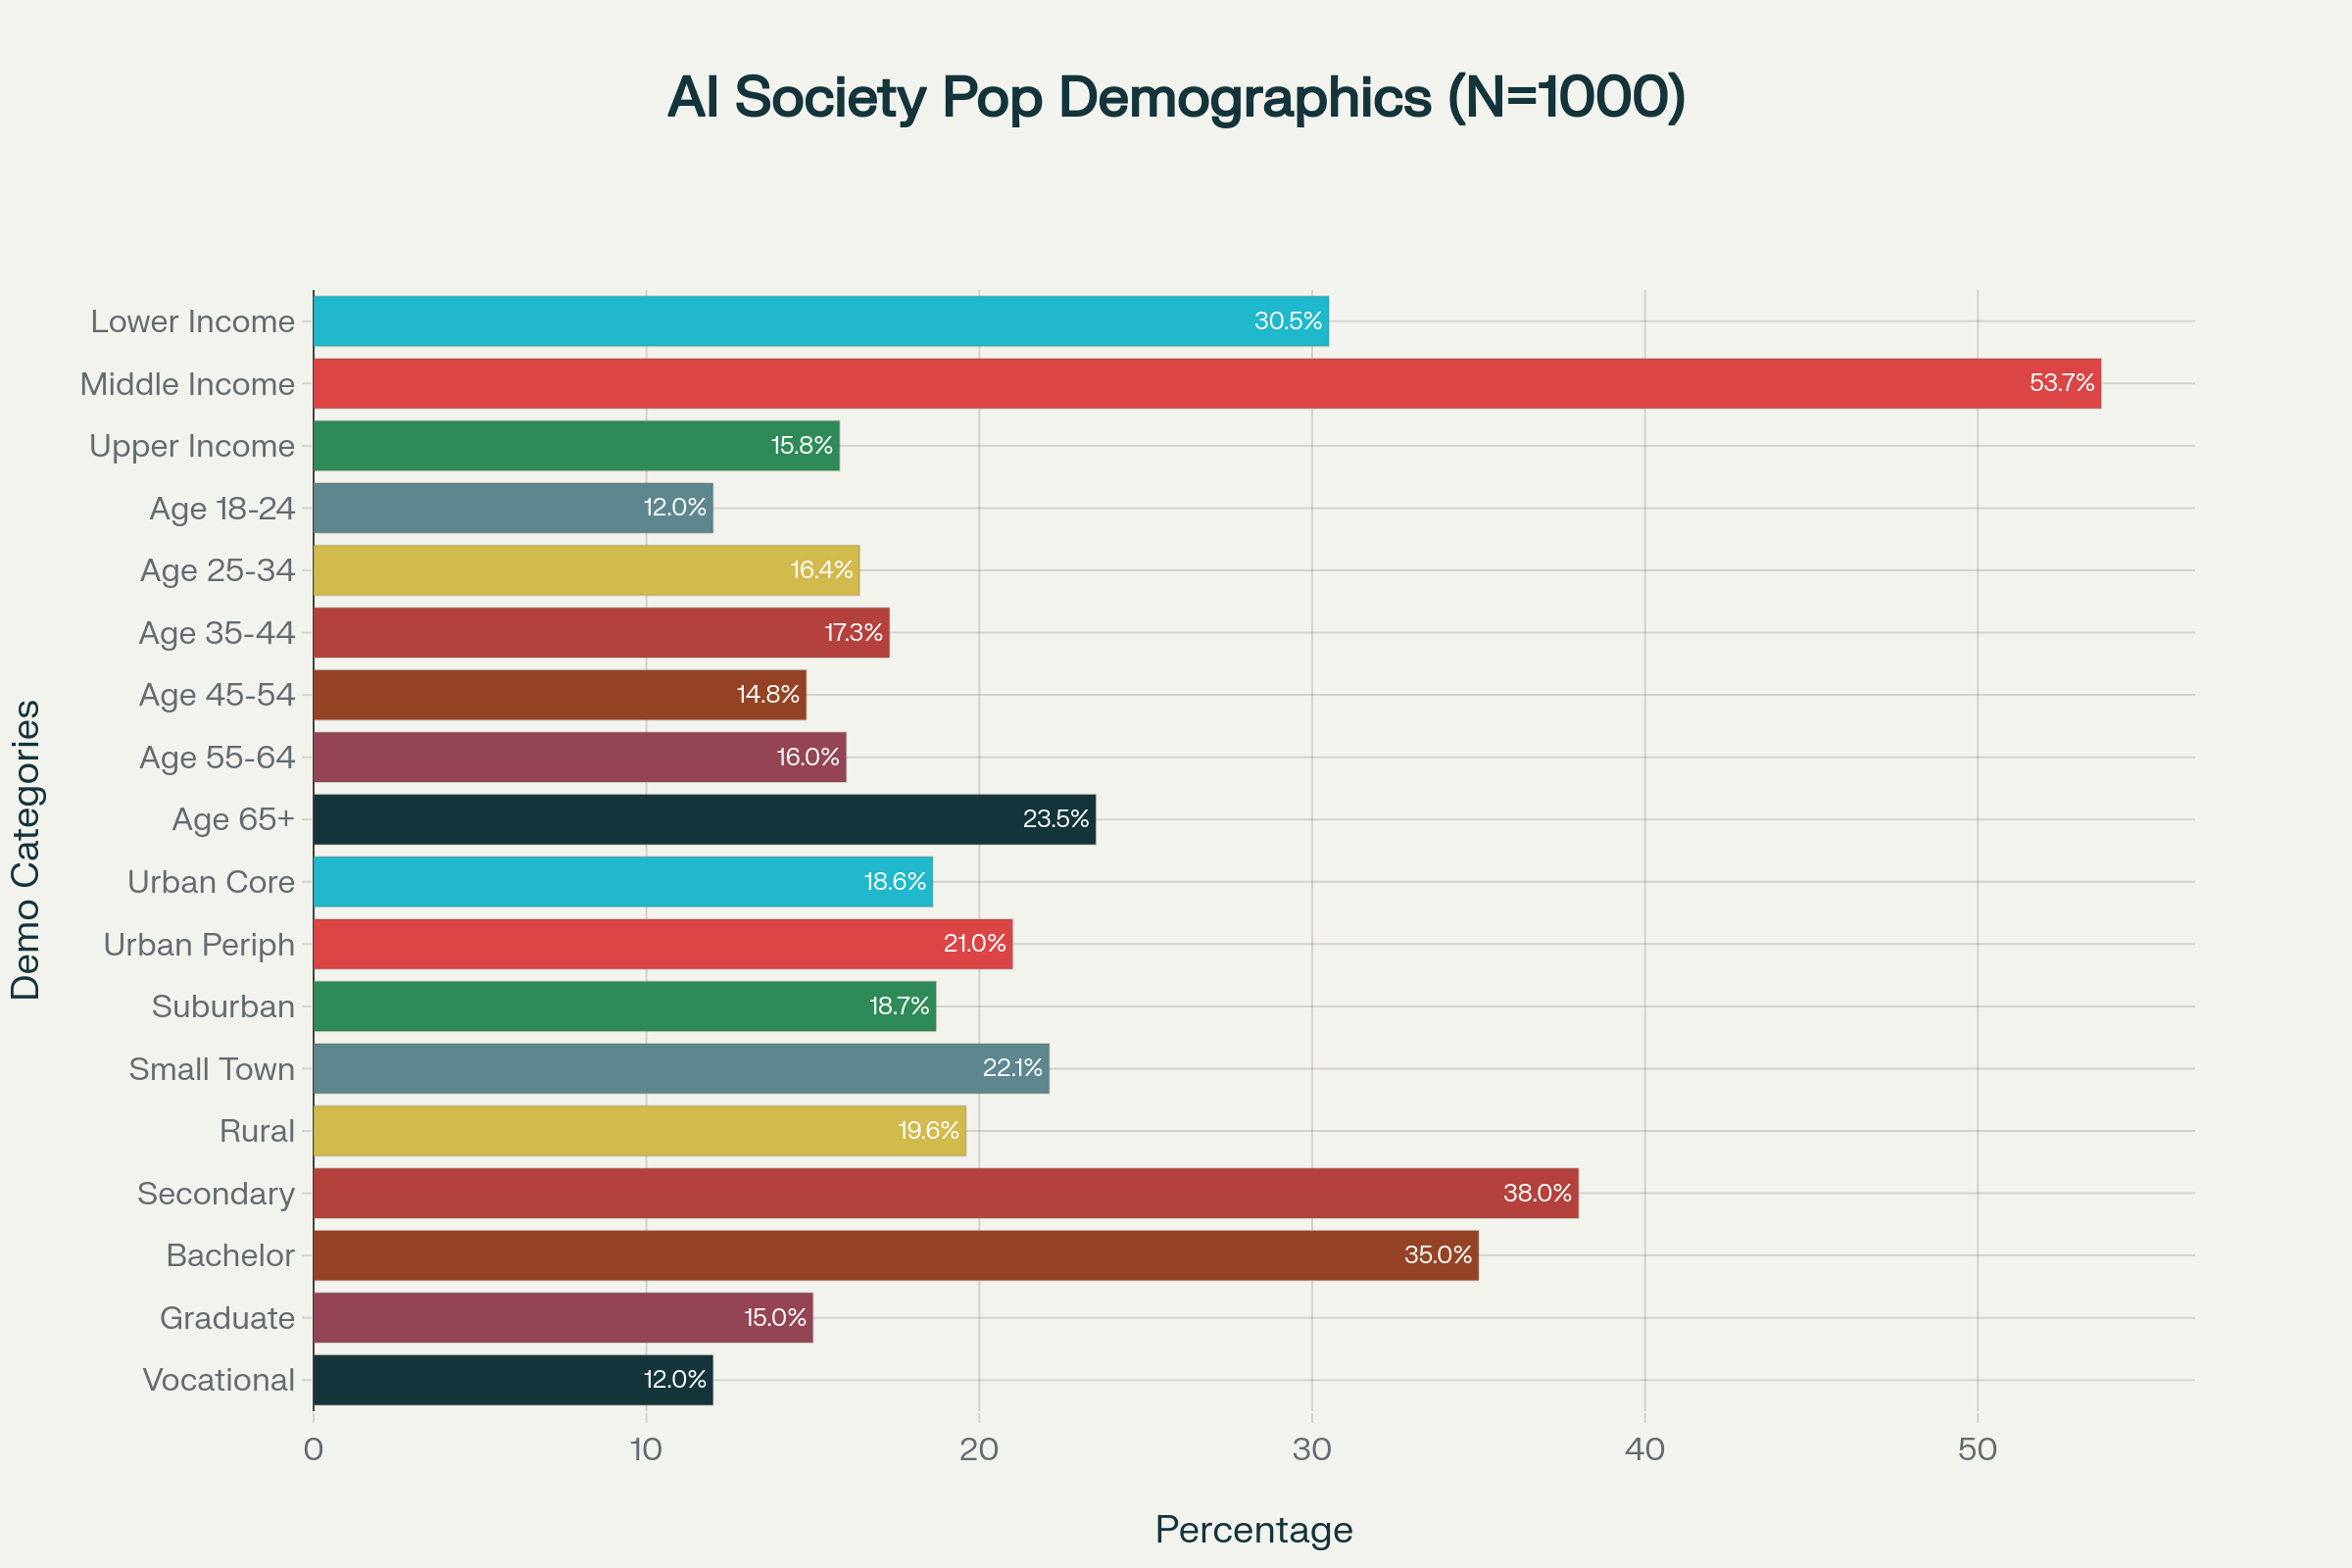 AI Society Pop Demographics (N=1000)
Demo Categories
Lower Income 30.5%
Middle Income 53.7%
Upper Income 15.8%
Age 18-24 12.0%
Age 25-34 16.4%
Age 35-44 17.3%
Age 45-54 14.8%
Age 55-64 16.0%
Age 65+ 23.5%
Urban Core 18.6%
Urban Periph 21.0%
Suburban 18.7%
Small Town 22.1%
Rural 19.6%
Secondary 38.0%
Bachelor 35.0%
Graduate 15.0%
Vocational 12.0%
0 10 20 30 40 50
Percentage